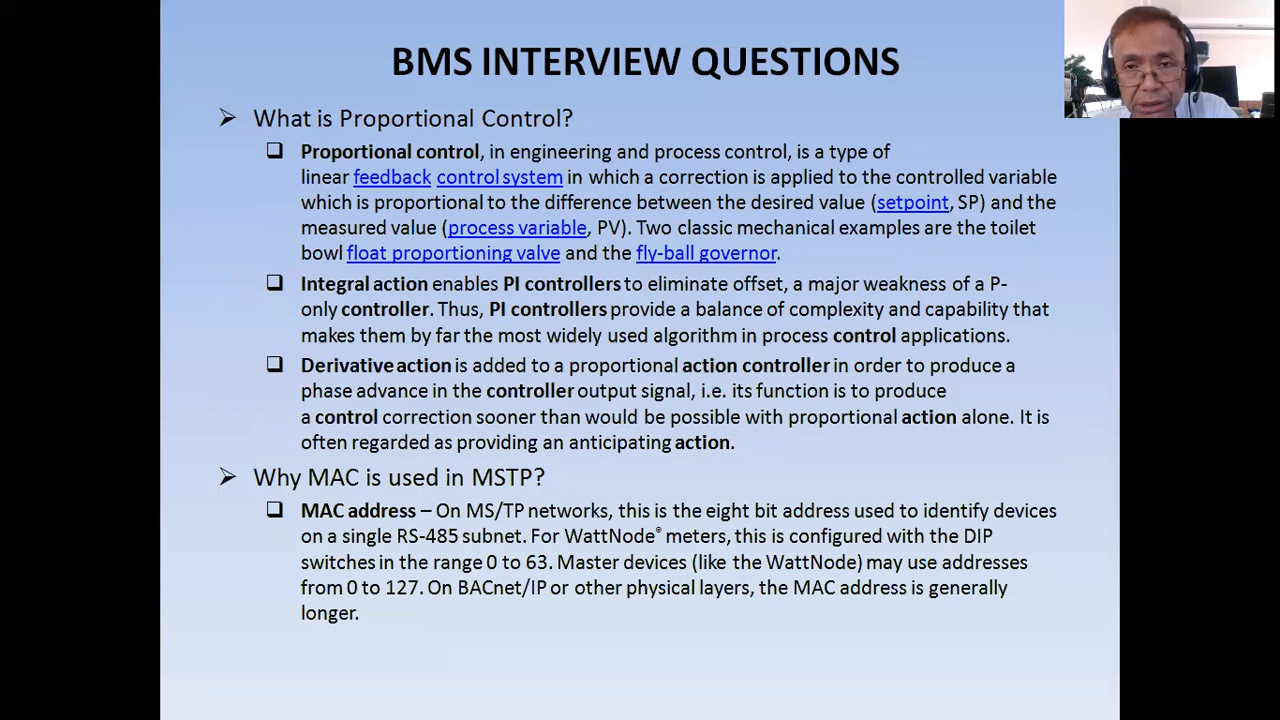 BMS INTERVIEW QUESTIONS
What is Proportional Control?
Proportional control, in engineering and process control, is a type of
linear feedback control system in which a correction is applied to the controlled variable
which is proportional to the difference between the desired value (setpoint, SP) and the
measured value (process variable, PV). Two classic mechanical examples are the toilet
bowl float proportioning valve and the fly-ball governor.
Integral action enables PI controllers to eliminate offset, a major weakness of a P-
only controller. Thus, PI controllers provide a balance of complexity and capability that
makes them by far the most widely used algorithm in process control applications.
Derivative action is added to a proportional action controller in order to produce a
phase advance in the controller output signal, i.e. its function is to produce
a control correction sooner than would be possible with proportional action alone. It is
often regarded as providing an anticipating action.
Why MAC is used in MSTP?
MAC address – On MS/TP networks, this is the eight bit address used to identify devices
on a single RS-485 subnet. For WattNode® meters, this is configured with the DIP
switches in the range 0 to 63. Master devices (like the WattNode) may use addresses
from 0 to 127. On BACnet/IP or other physical layers, the MAC address is generally
longer.